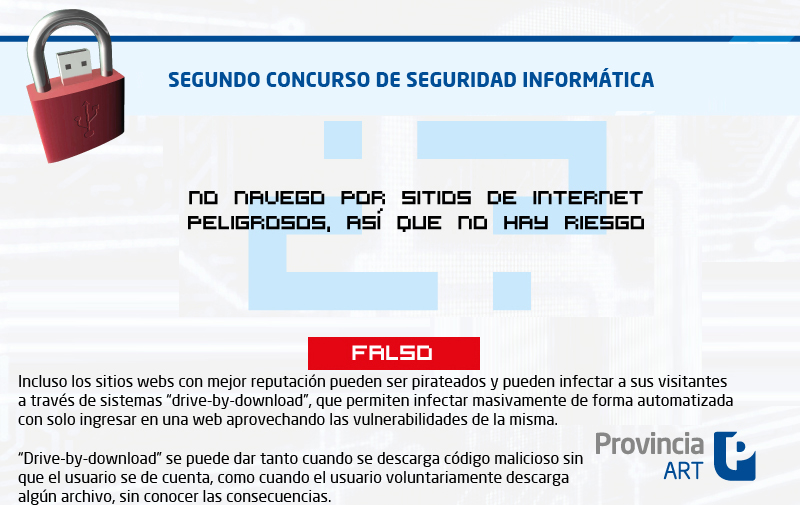 SEGUNDO CONCURSO DE SEGURIDAD INFORMÁTICA
NO NAVEGO POR SITIOS DE INTERNET
PELIGROSOS, ASÍ QUE NO HAY RIESGO
FALSO
Incluso los sitios webs con mejor reputación pueden ser pirateados y pueden infectar a sus visitantes
a través de sistemas “drive-by-download”, que permiten infectar masivamente de forma automatizada
con solo ingresar en una web aprovechando las vulnerabilidades de la misma.
“Drive-by-download” se puede dar tanto cuando se descarga código malicioso sin
que el usuario se de cuenta, como cuando el usuario voluntariamente descarga
algún archivo, sin conocer las consecuencias.
Provincia
ART